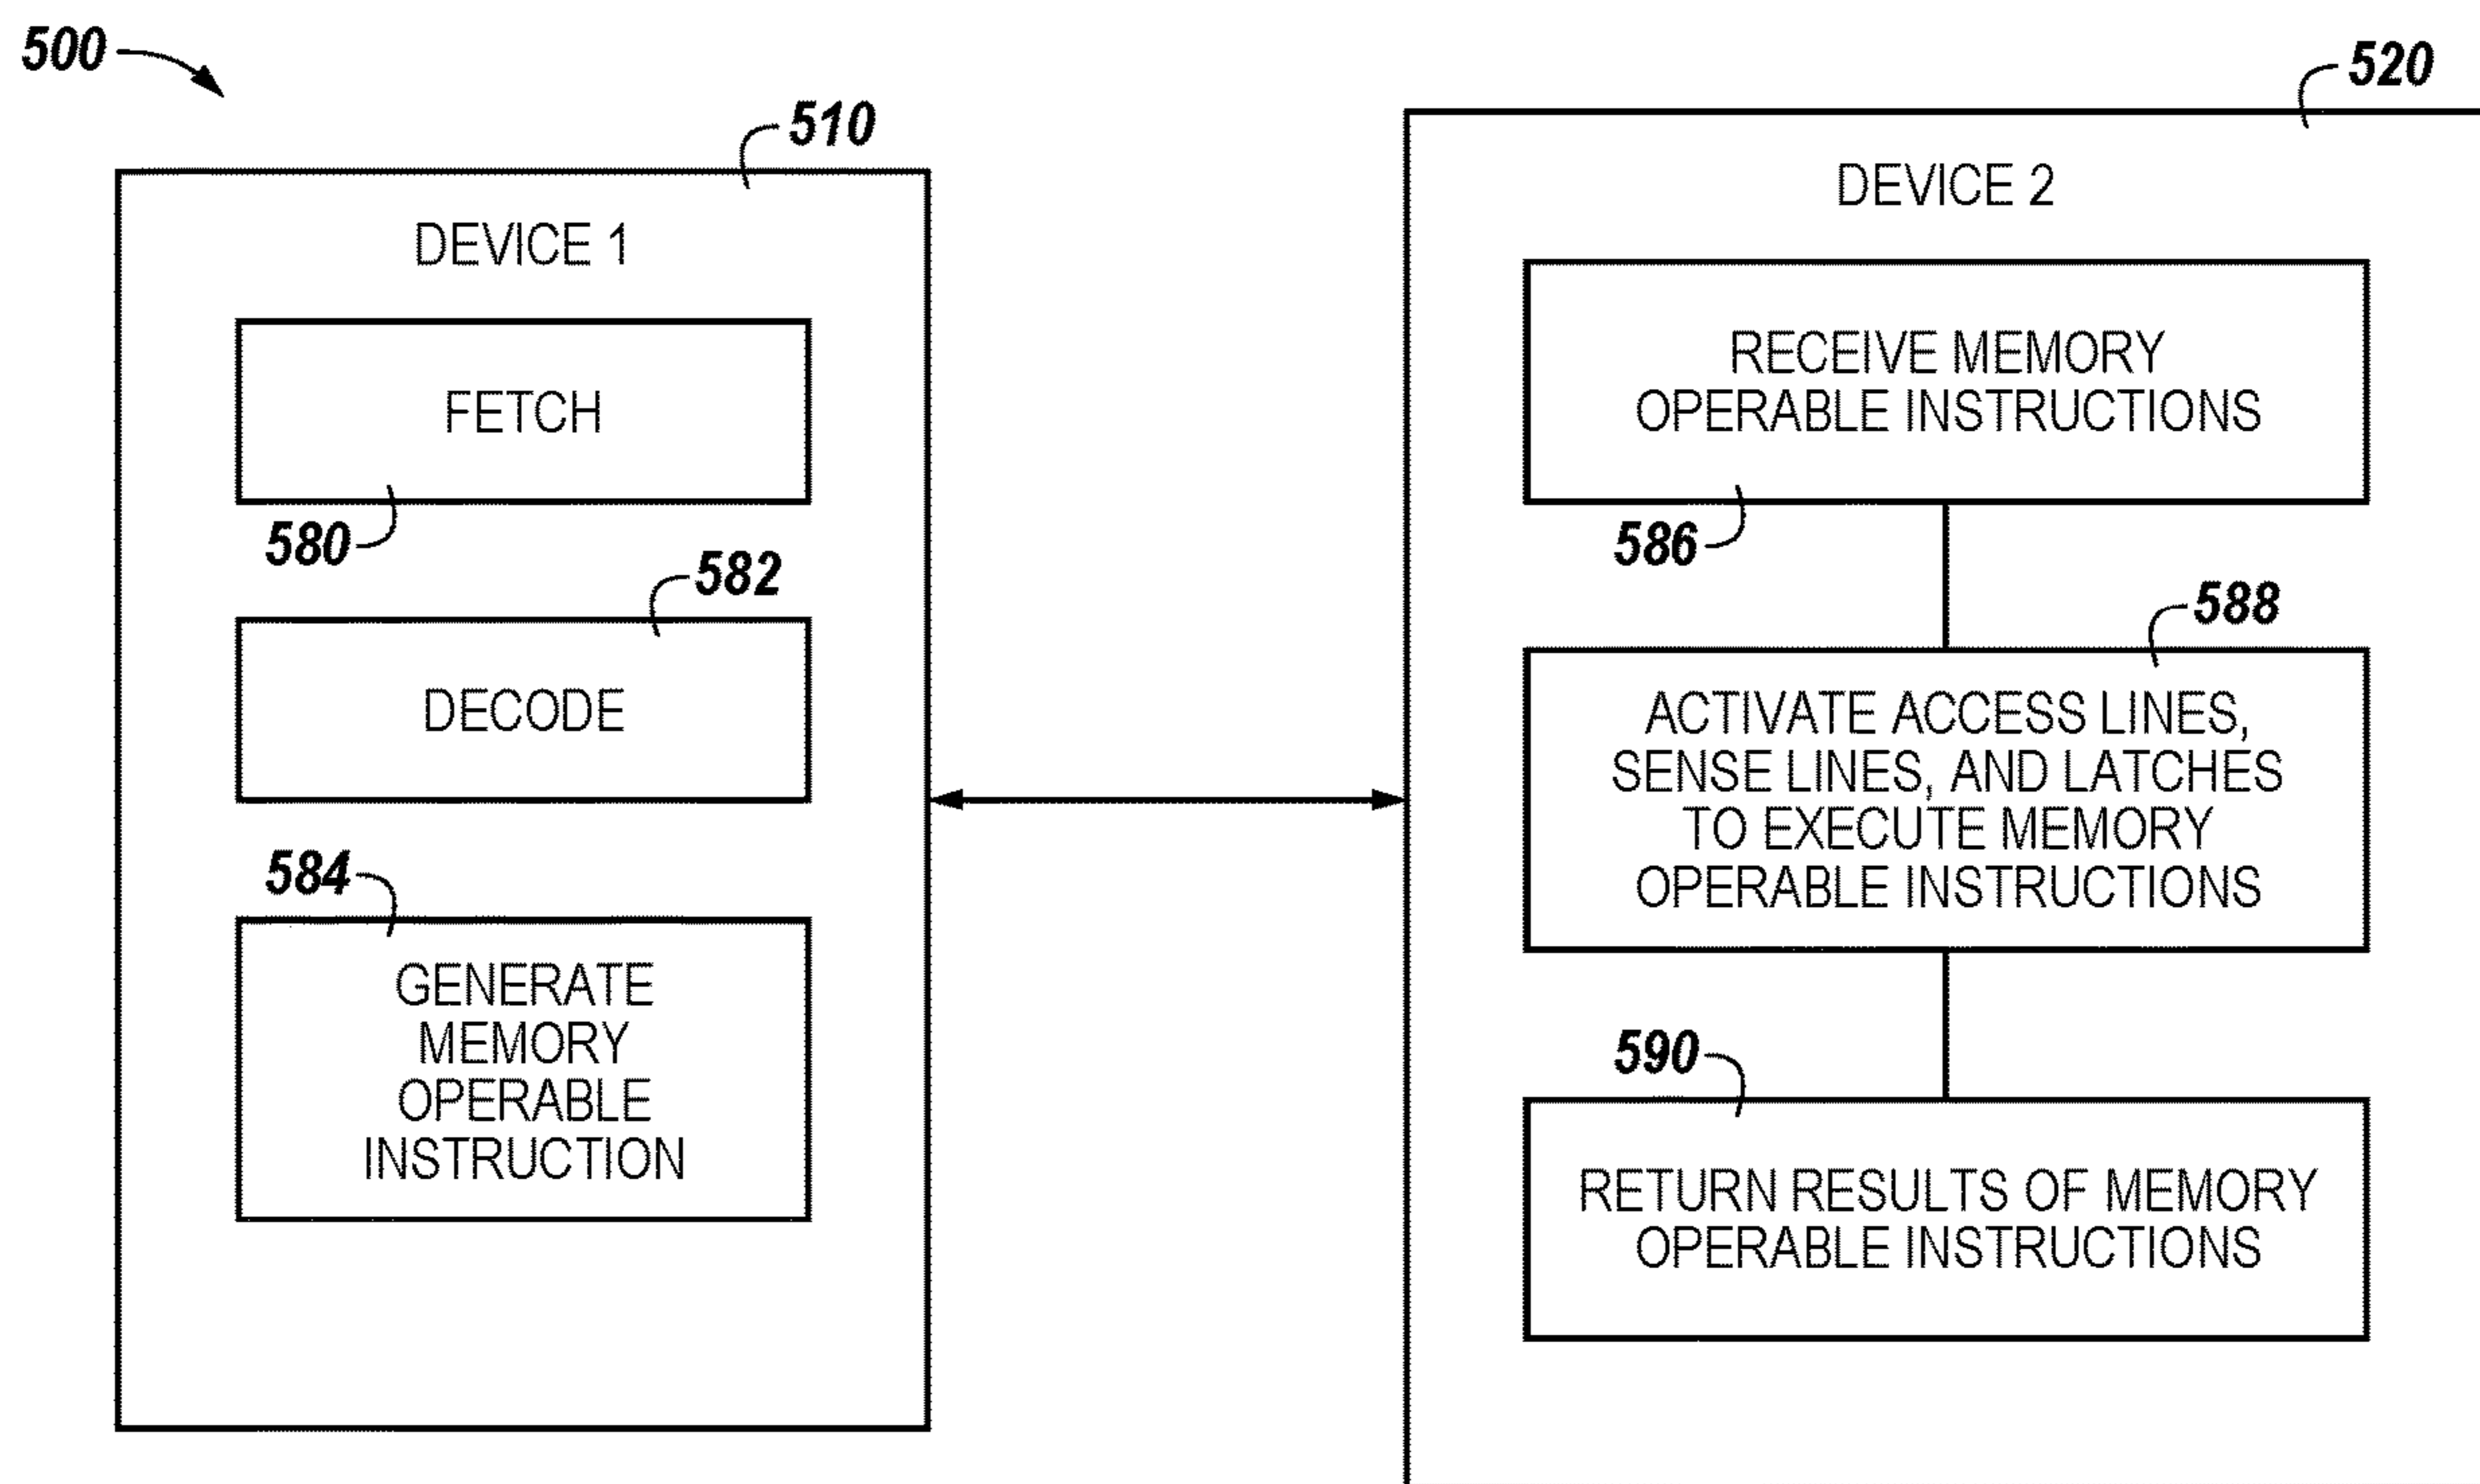 500
510
DEVICE 1
FETCH
580
582
DECODE
584
GENERATE
MEMORY
OPERABLE
INSTRUCTION
520
DEVICE 2
RECEIVE MEMORY
OPERABLE INSTRUCTIONS
586
588
ACTIVATE ACCESS LINES,
SENSE LINES, AND LATCHES
TO EXECUTE MEMORY
OPERABLE INSTRUCTIONS
590
RETURN RESULTS OF MEMORY
OPERABLE INSTRUCTIONS